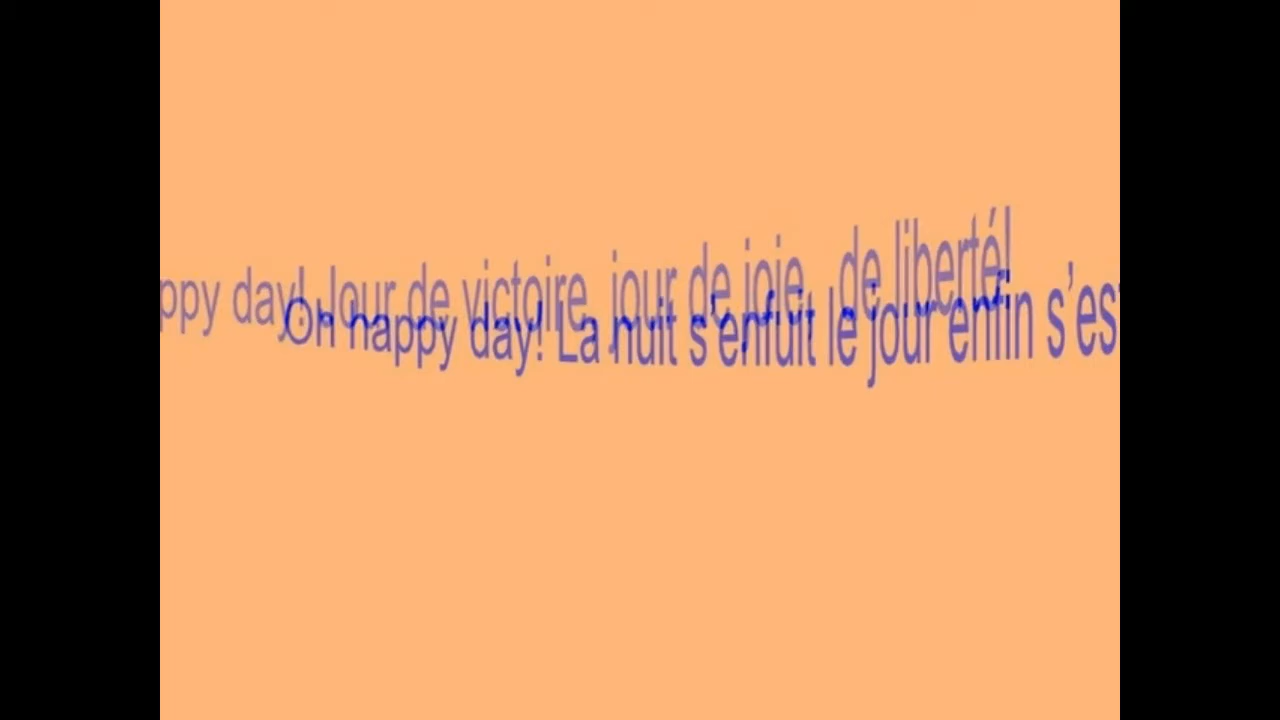 ppy day! Jour de victoire, jour de joie, de liberté!
Oh happy day! La nuit s'enfuit le jour enfin s'es